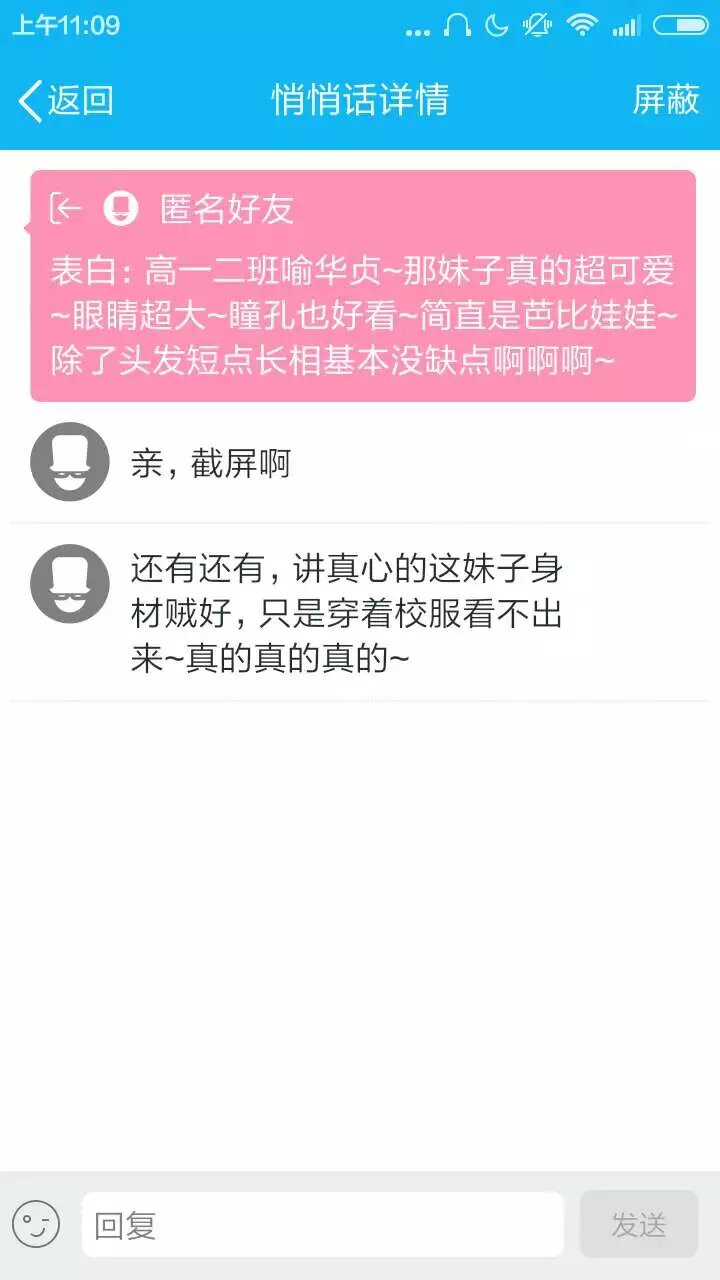 上午11:09
返回
悄悄话详情
屏蔽
匿名好友
表白：高一二班喻华贞~那妹子真的超可爱
~眼睛超大~瞳孔也好看~简直是芭比娃娃~
除了头发短点长相基本没缺点啊啊啊~
亲，截屏啊
还有还有，讲真心的这妹子身
材贼好，只是穿着校服看不出
来~真的真的真的~
回复
发送